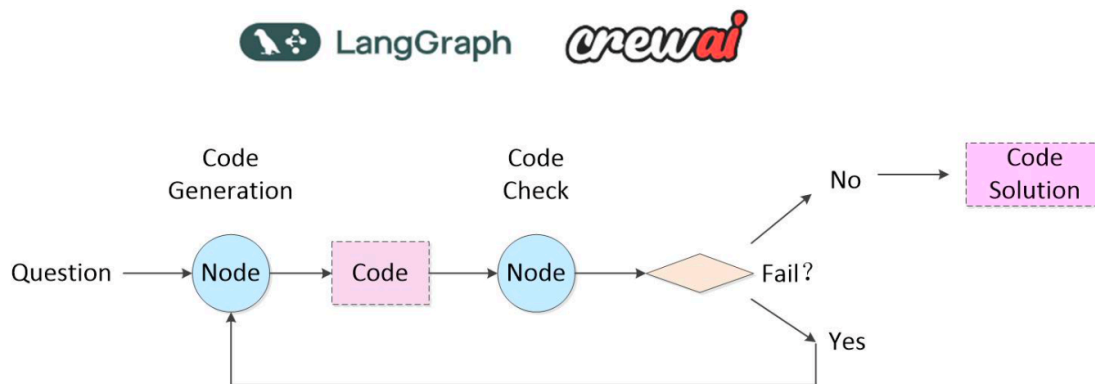 LangGraph
crewai
Code
Generation
Code
Check
No
Code
Solution
Question
Node
Code
Node
Fail?
Yes